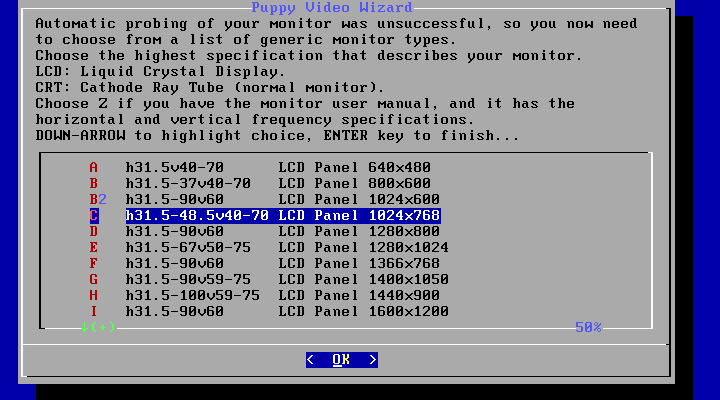 Puppy Video Wizard
Automatic probing of your monitor was unsuccessful, so you now need
to choose from a list of generic monitor types.
Choose the highest specification that describes your monitor.
LCD: Liquid Crystal Display.
CRT: Cathode Ray Tube (normal monitor).
Choose Z if you have the monitor user manual, and it has the
horizontal and vertical frequency specifications.
DOWN-ARROW to highlight choice, ENTER key to finish...
A h31.5v40-70 LCD Panel 640x480
B h31.5-37v40-70 LCD Panel 800x600
B2 h31.5-90v60 LCD Panel 1024x600
C h31.5-48.5v40-70 LCD Panel 1024x768
D h31.5-90v60 LCD Panel 1280x800
E h31.5-67v50-75 LCD Panel 1280x1024
F h31.5-90v60 LCD Panel 1366x768
G h31.5-90v59-75 LCD Panel 1400x1050
H h31.5-100v59-75 LCD Panel 1440x900
I h31.5-90v60 LCD Panel 1600x1200
↓(+) 50%
< OK >